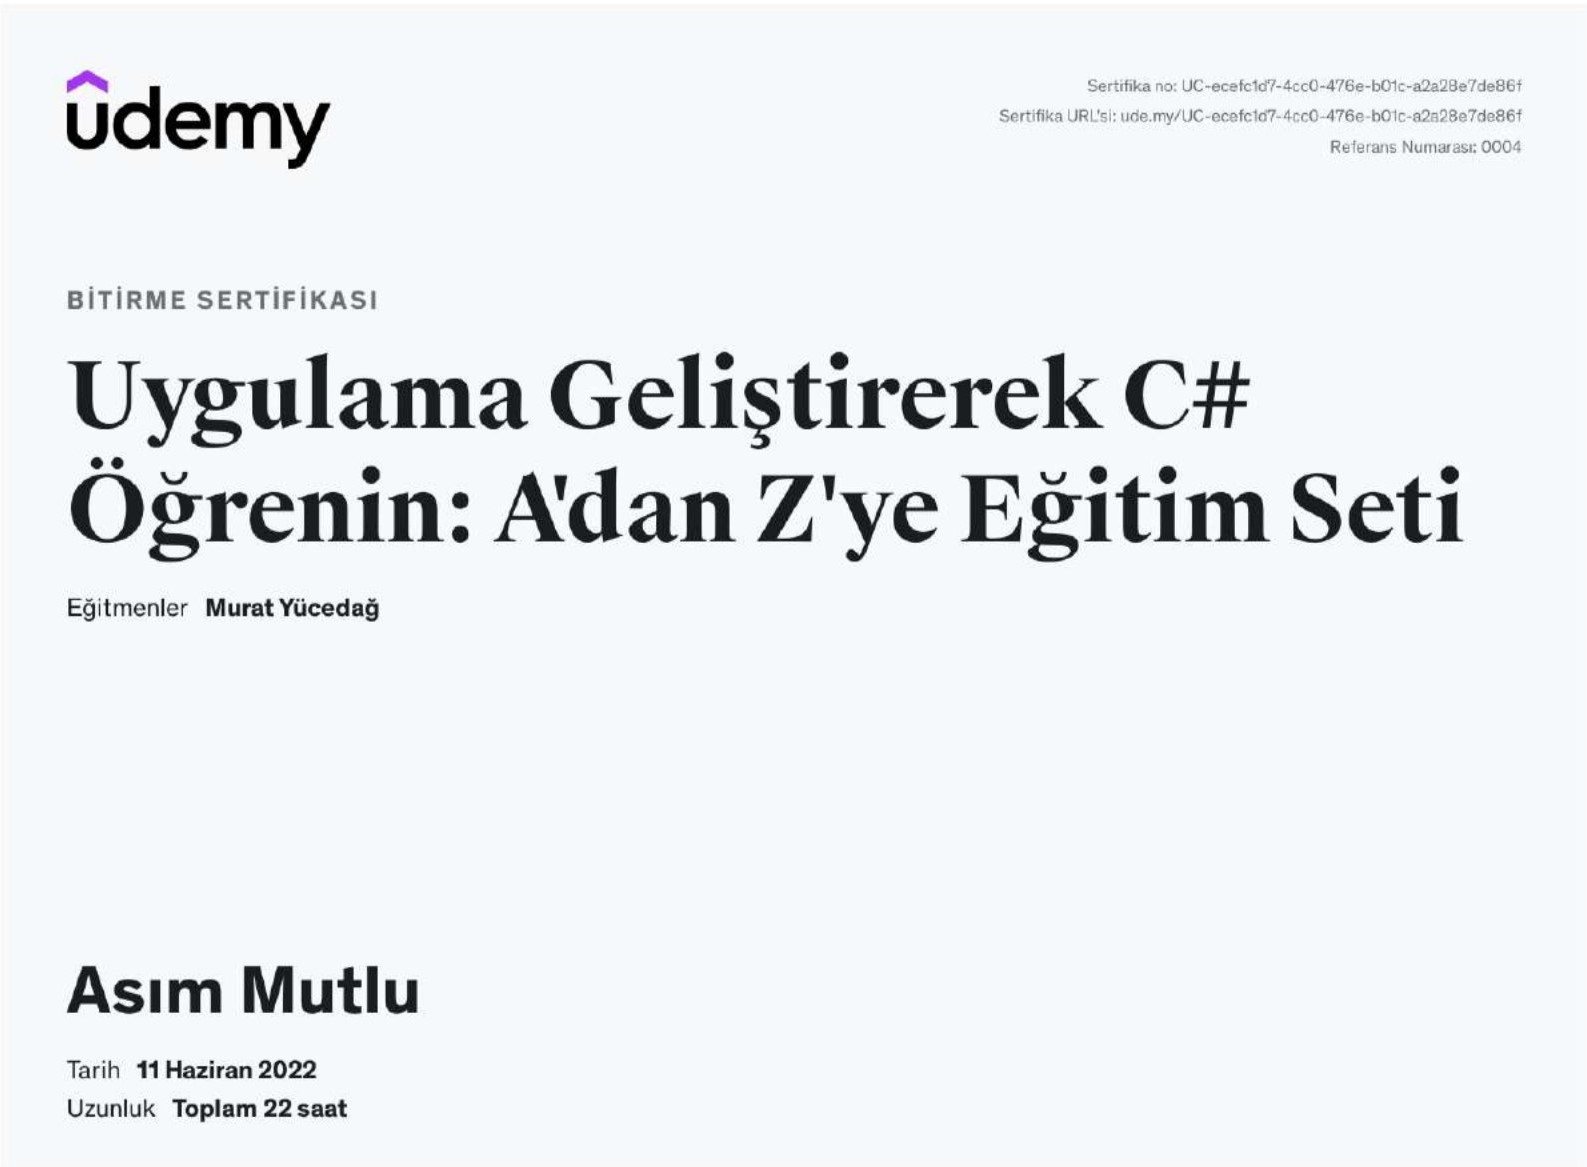 udemy
Sertifika no: UC-ecefc1d7-4cc0-476e-b01c-a2a28e7de86f
Sertifika URL'si: ude.my/UC-ecefc1d7-4cc0-476e-b01c-a2a28e7de86f
Referans Numarası: 0004
BİTİRME SERTİFİKASI
Uygulama Geliştirerek C#
Öğrenin: A'dan Z'ye Eğitim Seti
Eğitmenler Murat Yücedağ
Asım Mutlu
Tarih 11 Haziran 2022
Uzunluk Toplam 22 saat